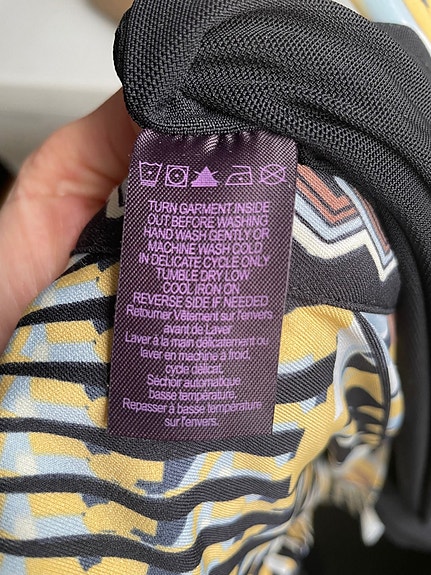 TURN GARMENT INSIDE
OUT BEFORE WASHING
HAND WASH GENTLY OR
MACHINE WASH COLD
IN DELICATE CYCLE ONLY
TUMBLE DRY LOW
COOL IRON ON
REVERSE SIDE IF NEEDED
Retourner Vêtement sur l'envers
avant de Laver
Laver à la main délicatement ou
laver en machine à froid,
cycle délicat.
Sechoir automatique
basse température.
Repasser à basse température
sur l'envers.